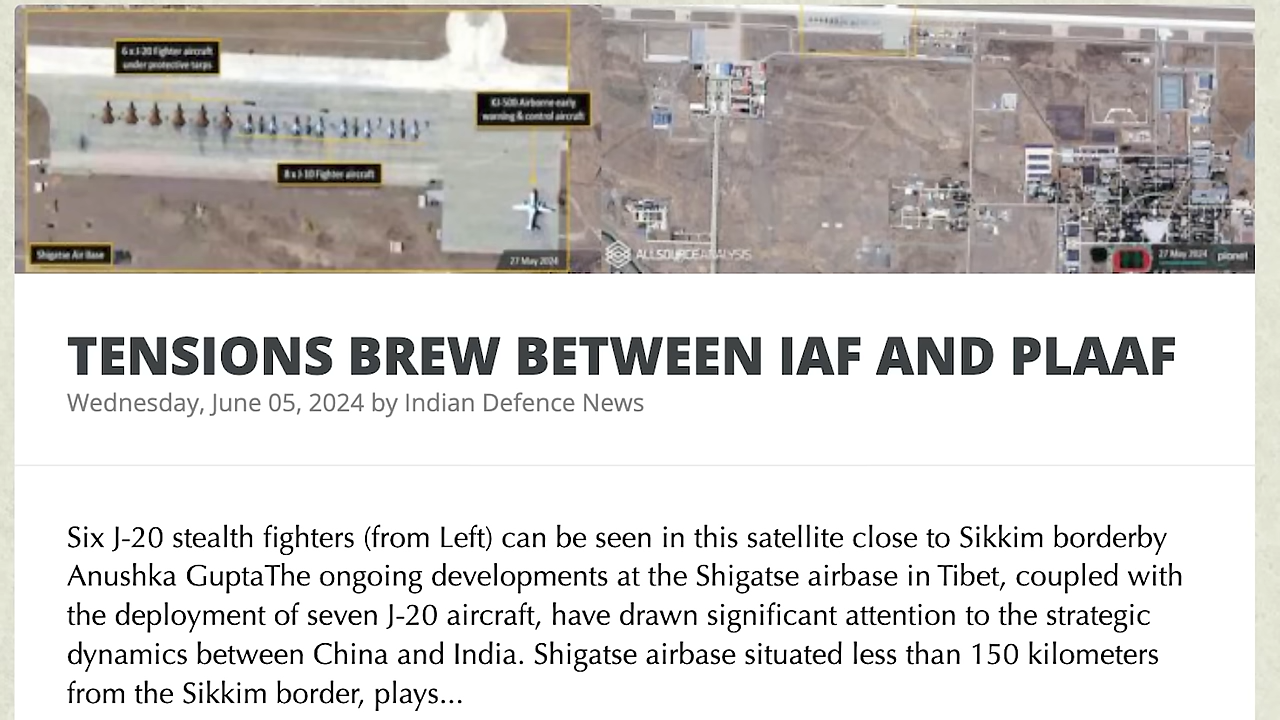 6 x J-20 Fighter aircraft
under protective tarps
KJ-500 Airborne early
warning & control aircraft
8 x J-10 Fighter aircraft
Shigatse Air Base
27 May 2024
ALLSOURCEANALYSIS
27 May 2024
planet
TENSIONS BREW BETWEEN IAF AND PLAAF
Wednesday, June 05, 2024 by Indian Defence News
Six J-20 stealth fighters (from Left) can be seen in this satellite close to Sikkim borderby
Anushka GuptaThe ongoing developments at the Shigatse airbase in Tibet, coupled with
the deployment of seven J-20 aircraft, have drawn significant attention to the strategic
dynamics between China and India. Shigatse airbase situated less than 150 kilometers
from the Sikkim border, plays...